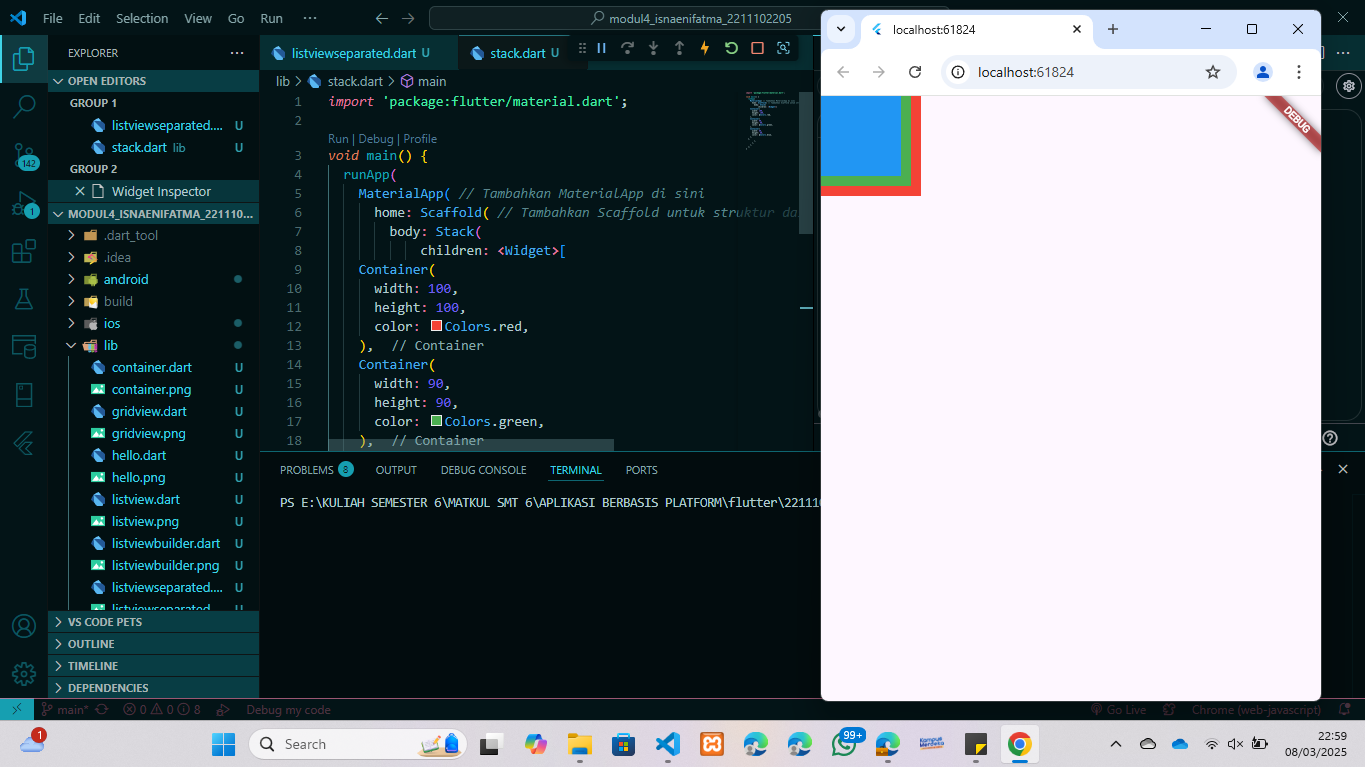 File Edit Selection View Go Run ···
modul4_isnaenifatma_2211102205
EXPLORER
OPEN EDITORS
GROUP 1
listviewseparated.... U
stack.dart lib U
GROUP 2
Widget Inspector
MODUL4_ISNAENIFATMA_221110...
.dart_tool
.idea
android
build
ios
lib
container.dart U
container.png U
gridview.dart U
gridview.png U
hello.dart U
hello.png U
listview.dart U
listview.png U
listviewbuilder.dart U
listviewbuilder.png U
listviewseparated.... U
listviewseparated U
VS CODE PETS
OUTLINE
TIMELINE
DEPENDENCIES
142
1
listviewseparated.dart U
stack.dart U
lib > stack.dart > main
1 import 'package:flutter/material.dart';
2
Run | Debug | Profile
3 void main() {
4 runApp(
5 MaterialApp( // Tambahkan MaterialApp di sini
6 home: Scaffold( // Tambahkan Scaffold untuk struktur da
7 body: Stack(
8 children: <Widget>[
9 Container(
10 width: 100,
11 height: 100,
12 color: Colors.red,
13 ), // Container
14 Container(
15 width: 90,
16 height: 90,
17 color: Colors.green,
18 ), // Container
PROBLEMS 8 OUTPUT DEBUG CONSOLE TERMINAL PORTS
PS E:\KULIAH SEMESTER 6\MATKUL SMT 6\APLIKASI BERBASIS PLATFORM\flutter\22111
localhost:61824
localhost:61824
DEBUG
main* 0 0 8 Debug my code
Go Live Chrome (web-javascript)
1
Search
99+
Kampus
Merdeka
22:59
08/03/2025